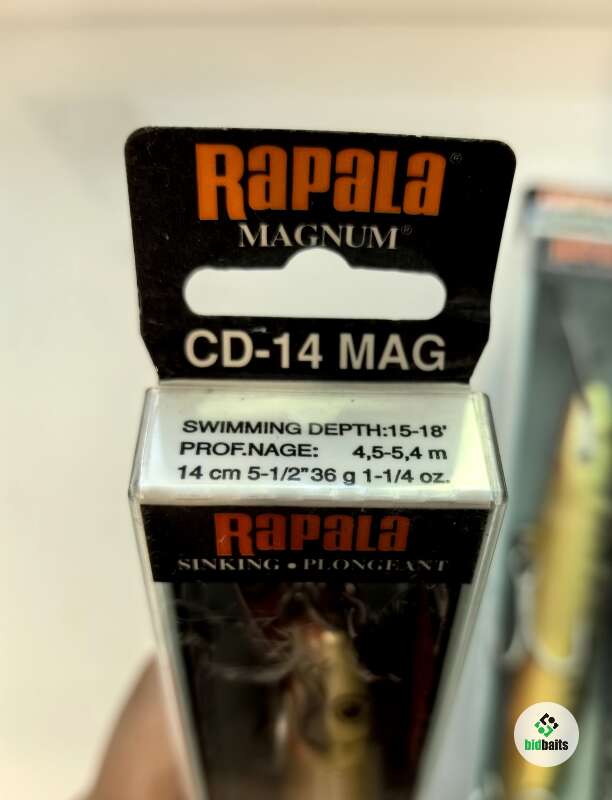 RAPALA®
MAGNUM®
CD-14 MAG
SWIMMING DEPTH:15-18'
PROF.NAGE: 4,5-5,4 m
14 cm 5-1/2" 36 g 1-1/4 oz.
RAPALA
SINKING • PLONGEANT
bidbaits